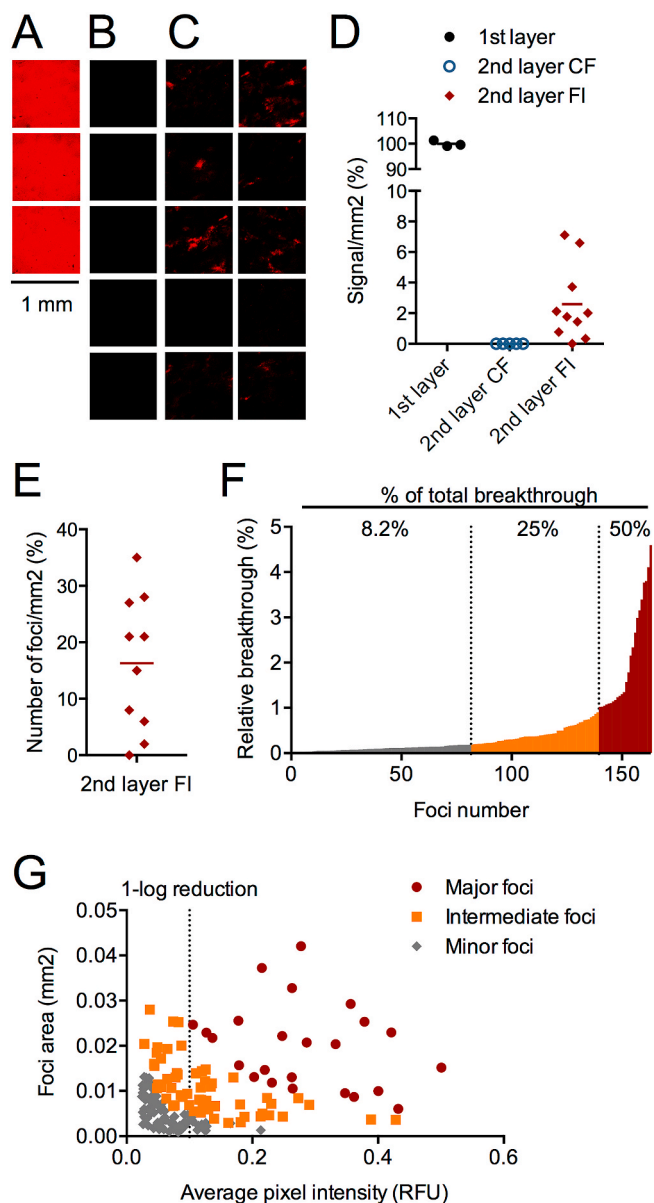 A
B
C
1 mm
D
1st layer
2nd layer CF
2nd layer FI
Signal/mm2 (%)
110
100
90
8
6
4
2
0
1st layer
2nd layer CF
2nd layer FI
E
Number of foci/mm2 (%)
40
30
20
10
0
2nd layer FI
F
% of total breakthrough
8.2% 25% 50%
Relative breakthrough (%)
5
4
3
2
1
0
0 50 100 150
Foci number
G
1-log reduction
Major foci
Intermediate foci
Minor foci
Foci area (mm2)
0.05
0.04
0.03
0.02
0.01
0.00
0.0 0.2 0.4 0.6
Average pixel intensity (RFU)